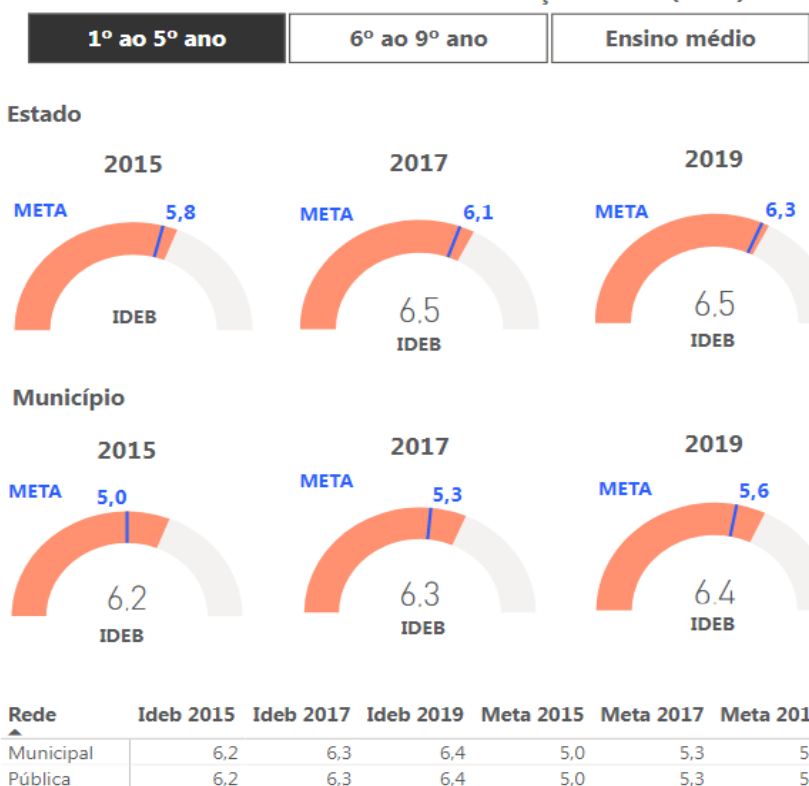 1º ao 5º ano 6º ao 9º ano Ensino médio
Estado
2015 2017 2019
META 5,8 META 6,1 META 6,3
IDEB 6,5 IDEB 6,5 IDEB
Município
2015 2017 2019
META 5,0 META 5,3 META 5,6
6,2 IDEB 6,3 IDEB 6,4 IDEB
Rede Ideb 2015 Ideb 2017 Ideb 2019 Meta 2015 Meta 2017 Meta 201
Municipal 6,2 6,3 6,4 5,0 5,3 5
Pública 6,2 6,3 6,4 5,0 5,3 5